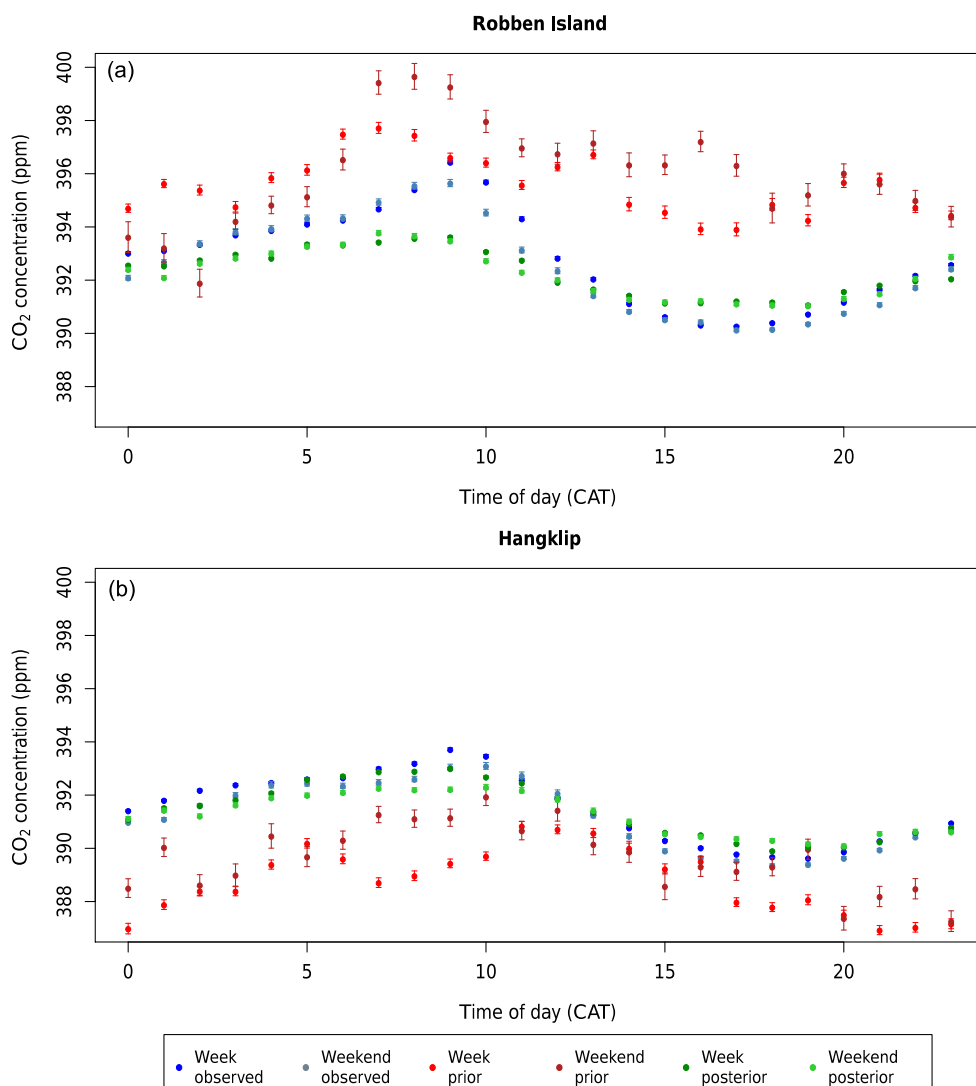 Robben Island
(a)
CO2 concentration (ppm)
400
398
396
394
392
390
388
0 5 10 15 20
Time of day (CAT)
Hangklip
(b)
CO2 concentration (ppm)
400
398
396
394
392
390
388
0 5 10 15 20
Time of day (CAT)
Week observed
Weekend observed
Week prior
Weekend prior
Week posterior
Weekend posterior